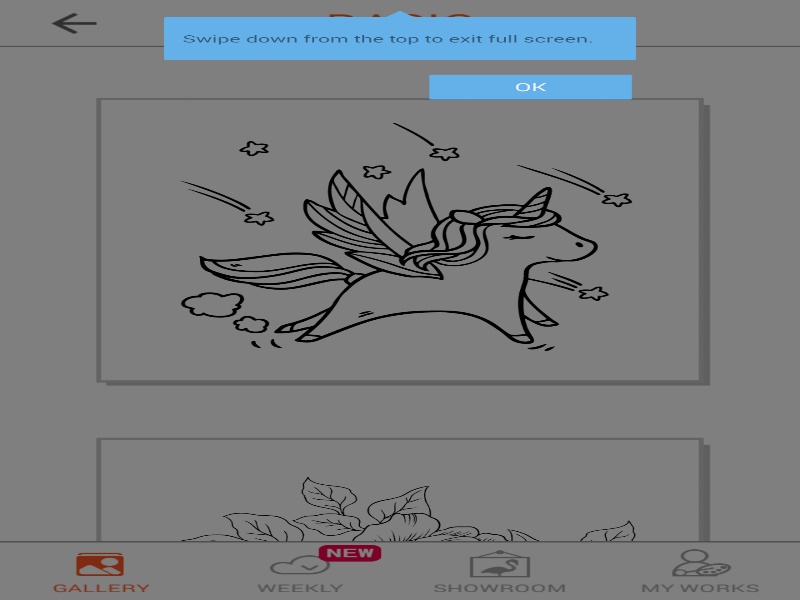 Swipe down from the top to exit full screen.
OK
NEW
GALLERY
WEEKLY
SHOWROOM
MY WORKS